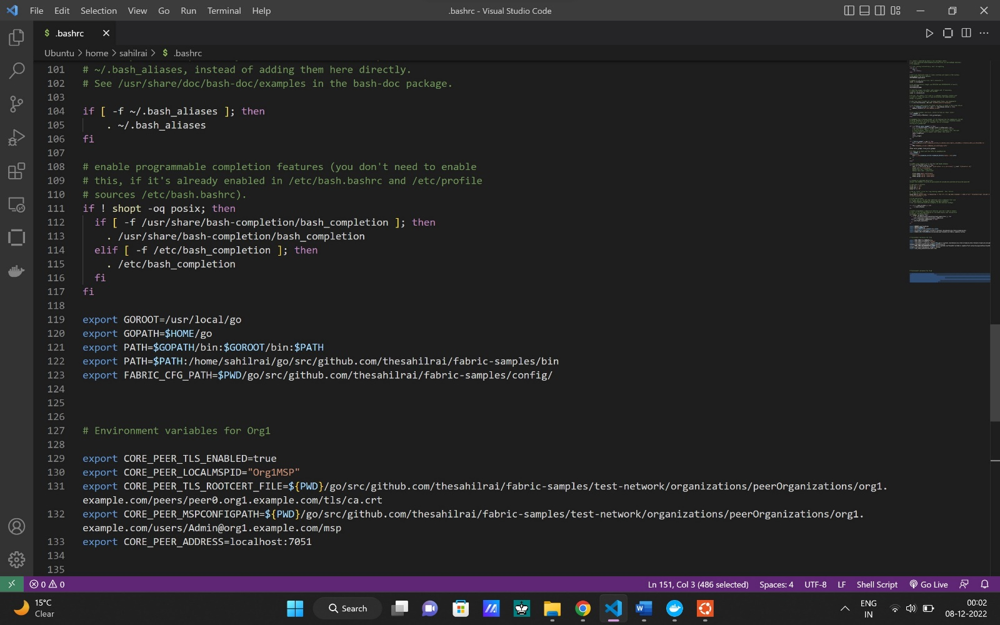 File Edit Selection View Go Run Terminal Help
.bashrc - Visual Studio Code
$ .bashrc
Ubuntu > home > sahilrai > $ .bashrc
101 # ~/.bash_aliases, instead of adding them here directly.
102 # See /usr/share/doc/bash-doc/examples in the bash-doc package.
103
104 if [ -f ~/.bash_aliases ]; then
105     . ~/.bash_aliases
106 fi
107
108 # enable programmable completion features (you don't need to enable
109 # this, if it's already enabled in /etc/bash.bashrc and /etc/profile
110 # sources /etc/bash.bashrc).
111 if ! shopt -oq posix; then
112   if [ -f /usr/share/bash-completion/bash_completion ]; then
113     . /usr/share/bash-completion/bash_completion
114   elif [ -f /etc/bash_completion ]; then
115     . /etc/bash_completion
116   fi
117 fi
118
119 export GOROOT=/usr/local/go
120 export GOPATH=$HOME/go
121 export PATH=$GOPATH/bin:$GOROOT/bin:$PATH
122 export PATH=$PATH:/home/sahilrai/go/src/github.com/thesahilrai/fabric-samples/bin
123 export FABRIC_CFG_PATH=$PWD/go/src/github.com/thesahilrai/fabric-samples/config/
124
125
126
127 # Environment variables for Org1
128
129 export CORE_PEER_TLS_ENABLED=true
130 export CORE_PEER_LOCALMSPID="Org1MSP"
131 export CORE_PEER_TLS_ROOTCERT_FILE=${PWD}/go/src/github.com/thesahilrai/fabric-samples/test-network/organizations/peerOrganizations/org1.
example.com/peers/peer0.org1.example.com/tls/ca.crt
132 export CORE_PEER_MSPCONFIGPATH=${PWD}/go/src/github.com/thesahilrai/fabric-samples/test-network/organizations/peerOrganizations/org1.
example.com/users/Admin@org1.example.com/msp
133 export CORE_PEER_ADDRESS=localhost:7051
134
135
0 0
Ln 151, Col 3 (486 selected) Spaces: 4 UTF-8 LF Shell Script Go Live
15°C
Clear
Search
W
ENG
IN
00:02
08-12-2022